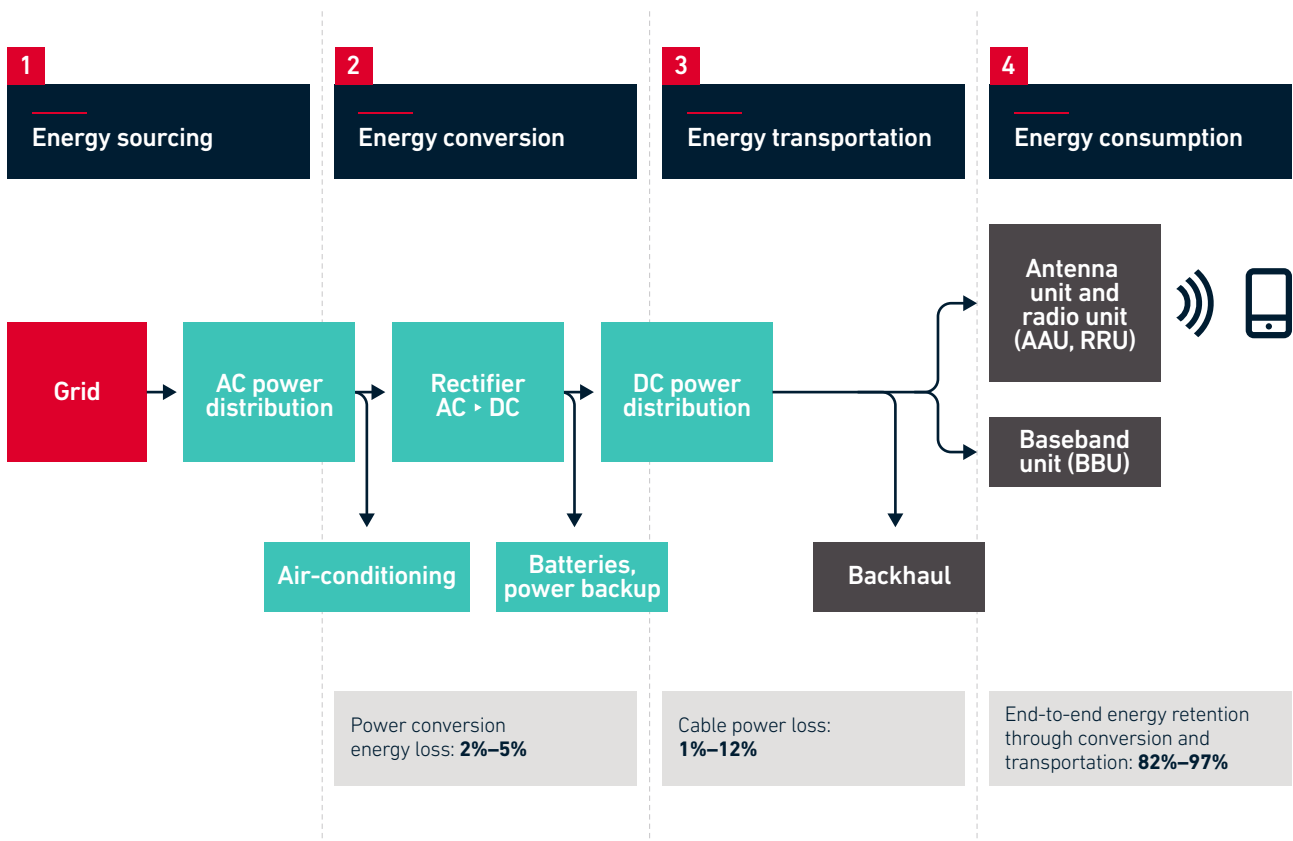 1
Energy sourcing
2
Energy conversion
3
Energy transportation
4
Energy consumption
Grid
AC power
distribution
Rectifier
AC ▸ DC
DC power
distribution
Antenna
unit and
radio unit
(AAU, RRU)
Baseband
unit (BBU)
Air-conditioning
Batteries,
power backup
Backhaul
Power conversion
energy loss: 2%–5%
Cable power loss:
1%–12%
End-to-end energy retention
through conversion and
transportation: 82%–97%